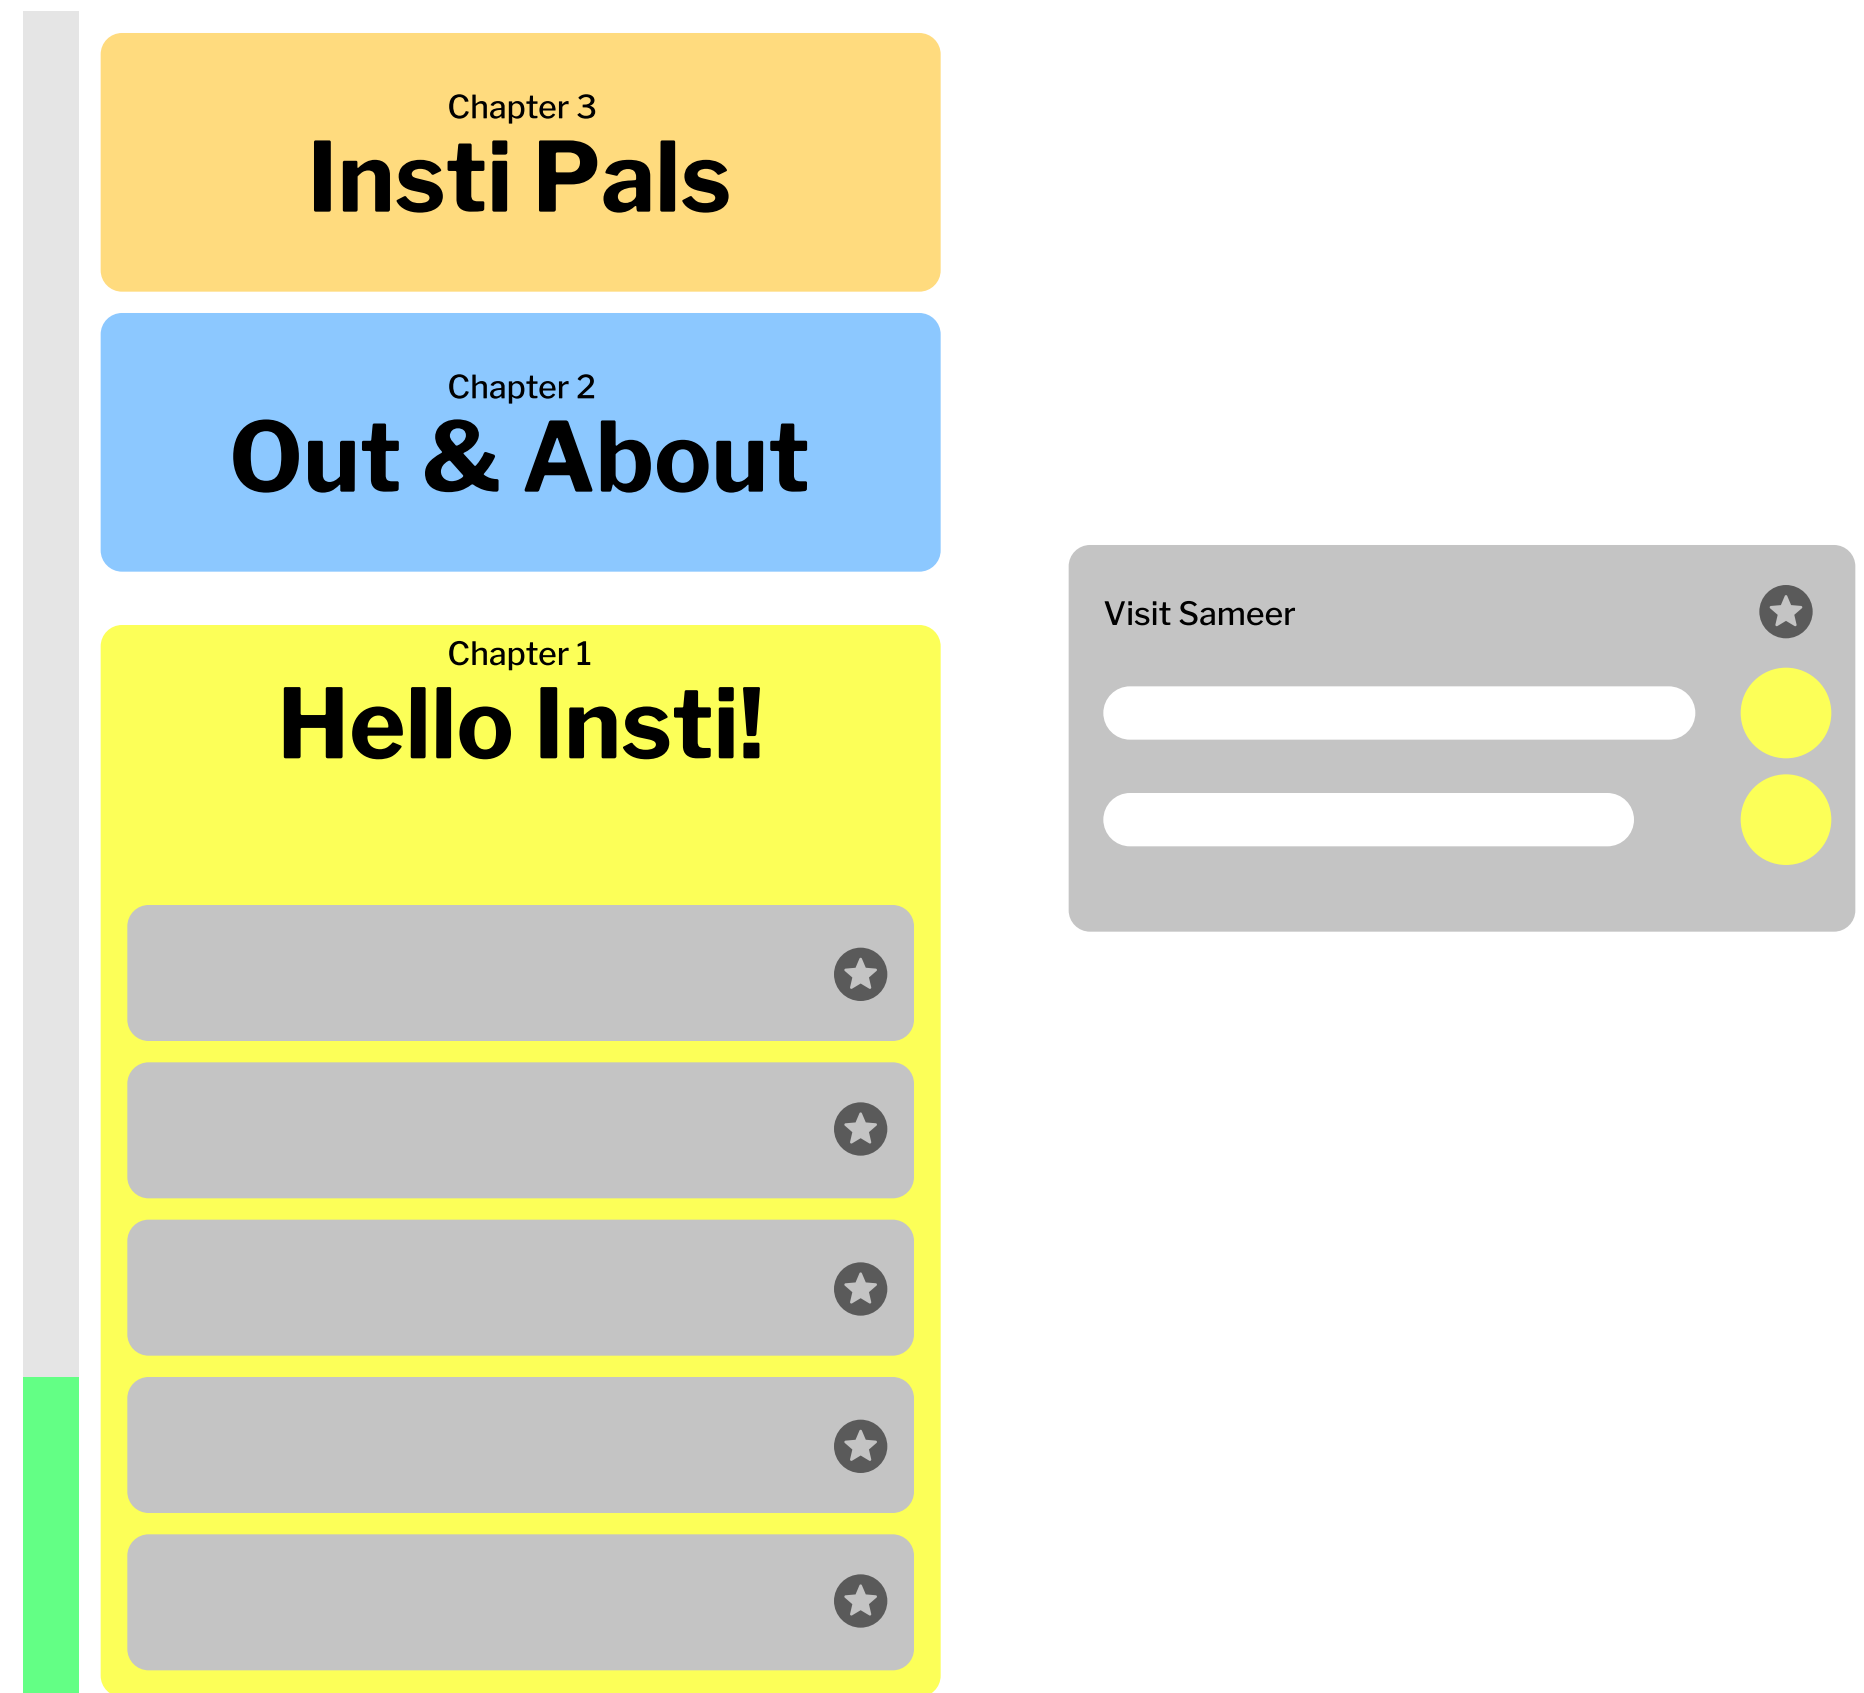 Chapter 3
Insti Pals
Chapter 2
Out & About
Chapter 1
Hello Insti!
Visit Sameer